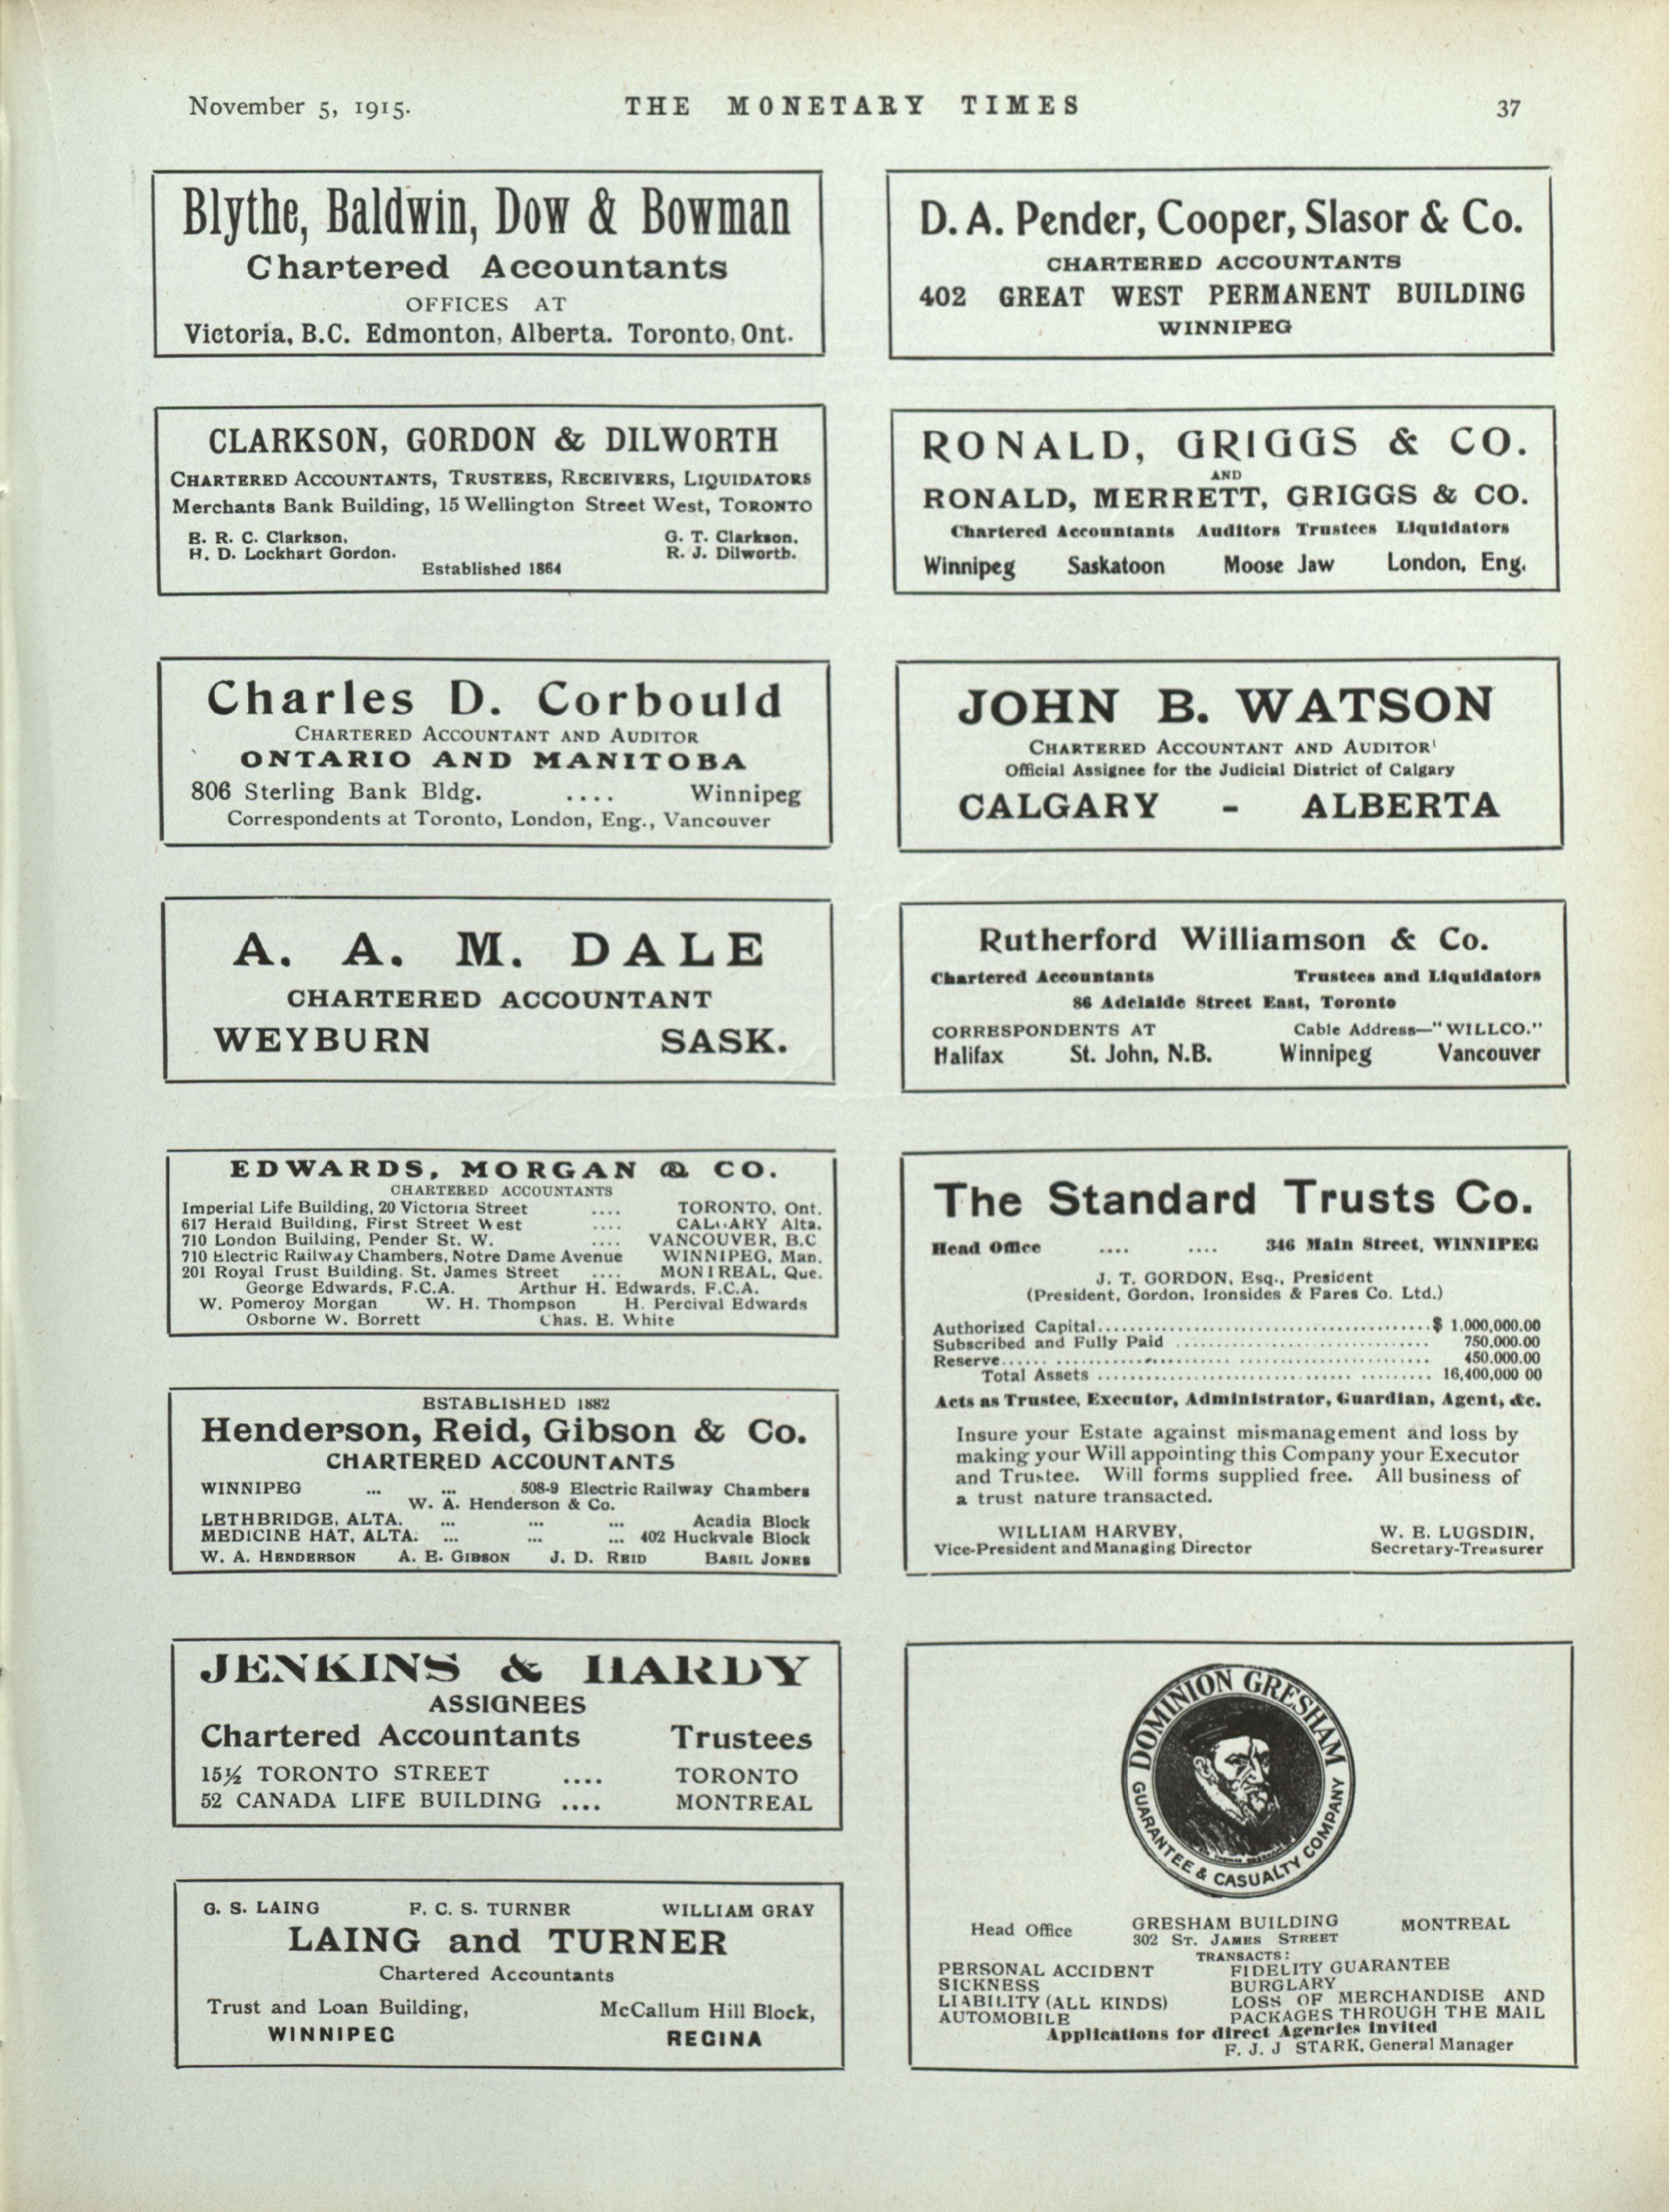 November 5, 1915.
THE MONETARY TIMES
37
Blythe, Baldwin, Dow & Bowman
Chartered Accountants
OFFICES AT
Victoria, B.C. Edmonton, Alberta. Toronto, Ont.
CLARKSON, GORDON & DILWORTH
CHARTERED ACCOUNTANTS, TRUSTEES, RECEIVERS, LIQUIDATORS
Merchants Bank Building, 15 Wellington Street West, TORONTO
E. R. C. Clarkson, G. T. Clarkson.
H. D. Lockhart Gordon. R. J. Dilworth.
Established 1864
Charles D. Corbould
CHARTERED ACCOUNTANT AND AUDITOR
ONTARIO AND MANITOBA
806 Sterling Bank Bldg. .... Winnipeg
Correspondents at Toronto, London, Eng., Vancouver
A. A. M. DALE
CHARTERED ACCOUNTANT
WEYBURN SASK.
EDWARDS, MORGAN & CO.
CHARTERED ACCOUNTANTS
Imperial Life Building, 20 Victoria Street .... TORONTO, Ont.
617 Herald Building, First Street West .... CALGARY Alta.
710 London Building, Pender St. W. .... VANCOUVER, B.C
710 Electric Railway Chambers, Notre Dame Avenue WINNIPEG, Man.
201 Royal Trust Building. St. James Street .... MONTREAL, Que.
George Edwards, F.C.A. Arthur H. Edwards, F.C.A.
W. Pomeroy Morgan W. H. Thompson H. Percival Edwards
Osborne W. Borrett Chas. E. White
ESTABLISHED 1882
Henderson, Reid, Gibson & Co.
CHARTERED ACCOUNTANTS
WINNIPEG ... ... 508-9 Electric Railway Chambers
W. A. Henderson & Co.
LETHBRIDGE, ALTA. ... ... ... Acadia Block
MEDICINE HAT, ALTA. ... ... ... 402 Huckvale Block
W. A. HENDERSON A. E. GIBSON J. D. REID BASIL JONES
JENKINS & HARDY
ASSIGNEES
Chartered Accountants Trustees
15½ TORONTO STREET .... TORONTO
52 CANADA LIFE BUILDING .... MONTREAL
G. S. LAING F. C. S. TURNER WILLIAM GRAY
LAING and TURNER
Chartered Accountants
Trust and Loan Building, McCallum Hill Block,
WINNIPEG REGINA
D. A. Pender, Cooper, Slasor & Co.
CHARTERED ACCOUNTANTS
402 GREAT WEST PERMANENT BUILDING
WINNIPEG
RONALD, GRIGGS & CO.
AND
RONALD, MERRETT, GRIGGS & CO.
Chartered Accountants Auditors Trustees Liquidators
Winnipeg Saskatoon Moose Jaw London, Eng.
JOHN B. WATSON
CHARTERED ACCOUNTANT AND AUDITOR
Official Assignee for the Judicial District of Calgary
CALGARY - ALBERTA
Rutherford Williamson & Co.
Chartered Accountants Trustees and Liquidators
86 Adelaide Street East, Toronto
CORRESPONDENTS AT Cable Address—"WILLCO."
Halifax St. John, N.B. Winnipeg Vancouver
The Standard Trusts Co.
Head Office .... .... 346 Main Street, WINNIPEG
J. T. GORDON, Esq., President
(President, Gordon, Ironsides & Fares Co. Ltd.)
Authorized Capital.......$ 1,000,000.00
Subscribed and Fully Paid ....... 750,000.00
Reserve....... 450,000.00
Total Assets ....... 16,400,000 00
Acts as Trustee, Executor, Administrator, Guardian, Agent, &c.
Insure your Estate against mismanagement and loss by
making your Will appointing this Company your Executor
and Trustee. Will forms supplied free. All business of
a trust nature transacted.
WILLIAM HARVEY, W. E. LUGSDIN,
Vice-President and Managing Director Secretary-Treasurer
DOMINION GRESHAM
GUARANTEE & CASUALTY COMPANY
Head Office GRESHAM BUILDING MONTREAL
302 ST. JAMES STREET
TRANSACTS:
PERSONAL ACCIDENT FIDELITY GUARANTEE
SICKNESS BURGLARY
LIABILITY (ALL KINDS) LOSS OF MERCHANDISE AND
AUTOMOBILE PACKAGES THROUGH THE MAIL
Applications for direct Agencies Invited
F. J. J STARK, General Manager